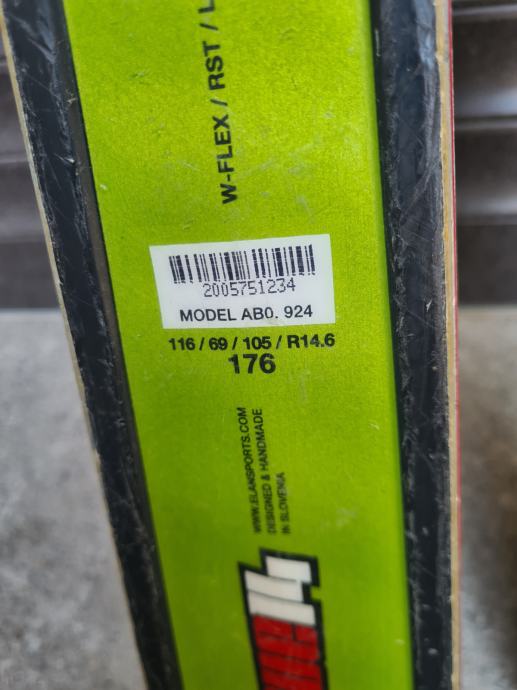 W-FLEX / RST / L
2005751234
MODEL AB0. 924
116 / 69 / 105 / R14.6
176
WWW.ELANSPORTS.COM
DESIGNED & HANDMADE
IN SLOVENIA